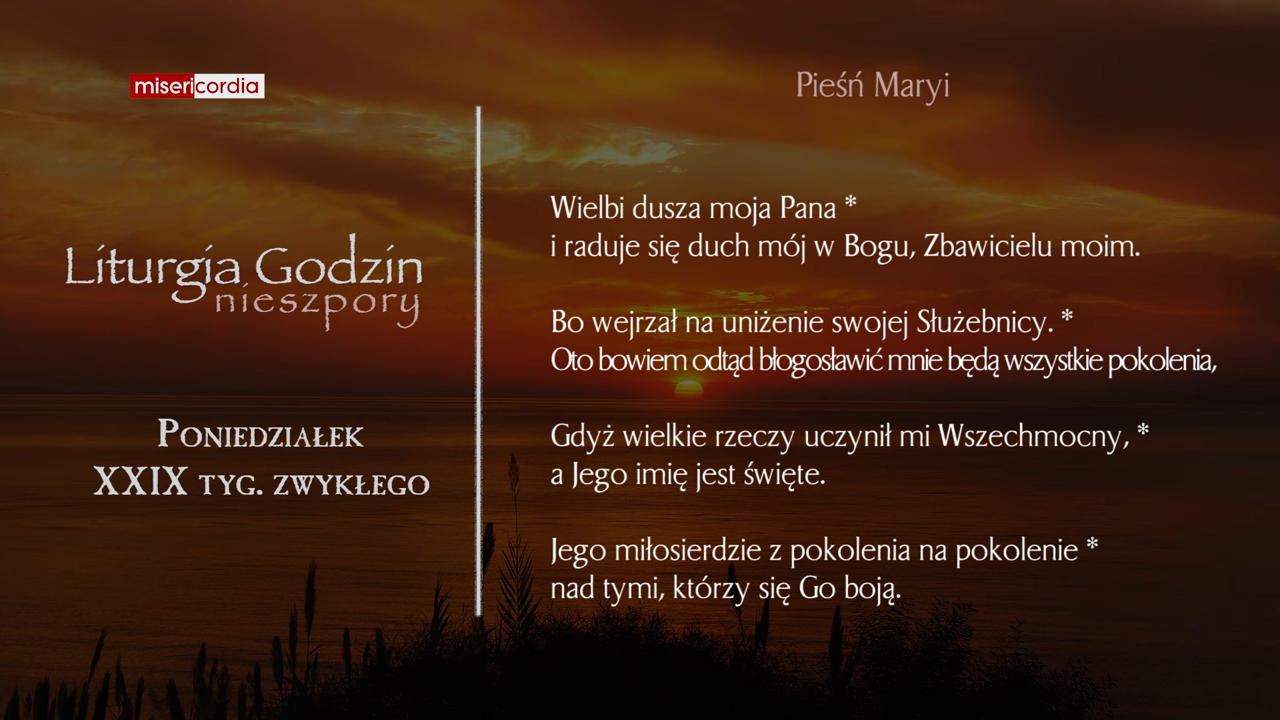 misericordia
Liturgia Godzin
nieszpory
Poniedziałek
XXIX tyg. zwykłego
Pieśń Maryi
Wielbi dusza moja Pana *
i raduje się duch mój w Bogu, Zbawicielu moim.
Bo wejrzał na uniżenie swojej Służebnicy. *
Oto bowiem odtąd błogosławić mnie będą wszystkie pokolenia,
Gdyż wielkie rzeczy uczynił mi Wszechmocny, *
a Jego imię jest święte.
Jego miłosierdzie z pokolenia na pokolenie *
nad tymi, którzy się Go boją.